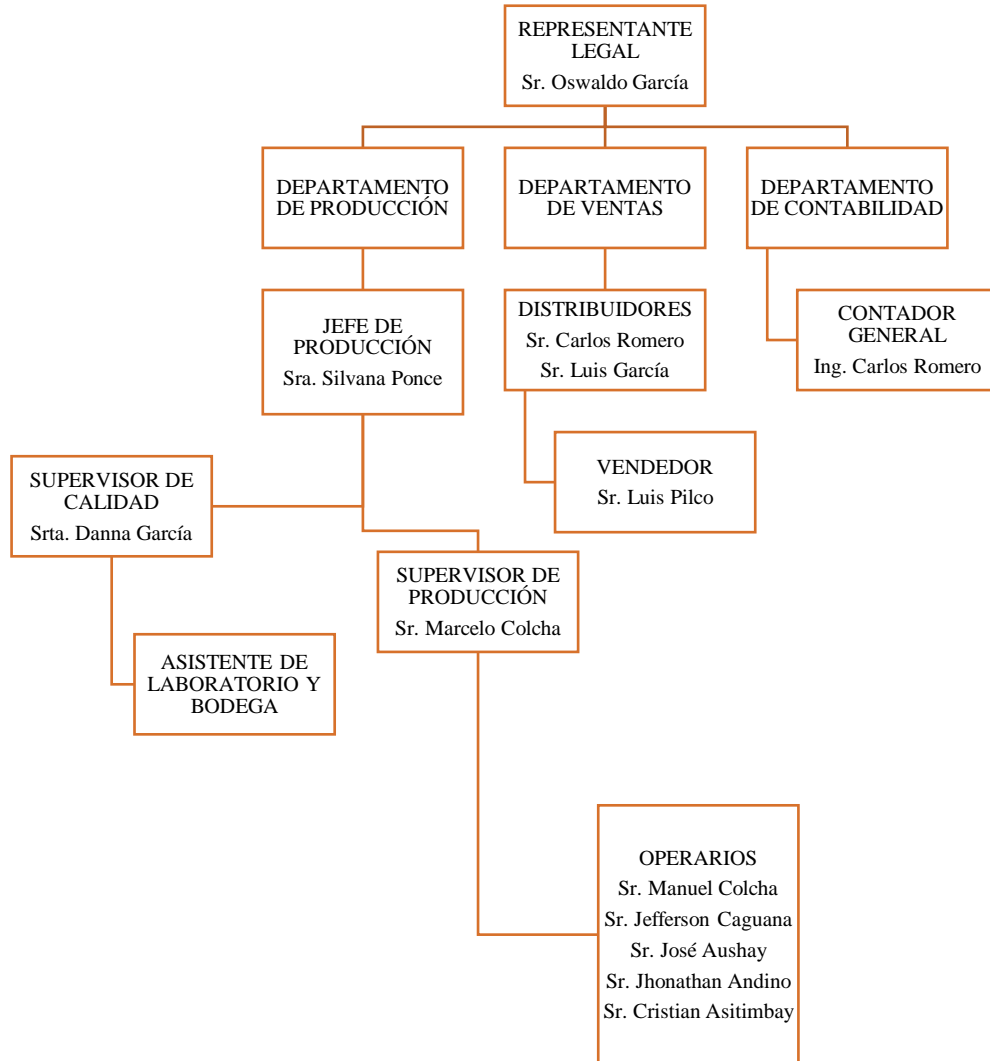 REPRESENTANTE
LEGAL
Sr. Oswaldo García
DEPARTAMENTO
DE PRODUCCIÓN
DEPARTAMENTO
DE VENTAS
DEPARTAMENTO
DE CONTABILIDAD
JEFE DE
PRODUCCIÓN
Sra. Silvana Ponce
DISTRIBUIDORES
Sr. Carlos Romero
Sr. Luis García
CONTADOR
GENERAL
Ing. Carlos Romero
SUPERVISOR DE
CALIDAD
Srta. Danna García
VENDEDOR
Sr. Luis Pilco
SUPERVISOR DE
PRODUCCIÓN
Sr. Marcelo Colcha
ASISTENTE DE
LABORATORIO Y
BODEGA
OPERARIOS
Sr. Manuel Colcha
Sr. Jefferson Caguana
Sr. José Aushay
Sr. Jhonathan Andino
Sr. Cristian Asitimbay